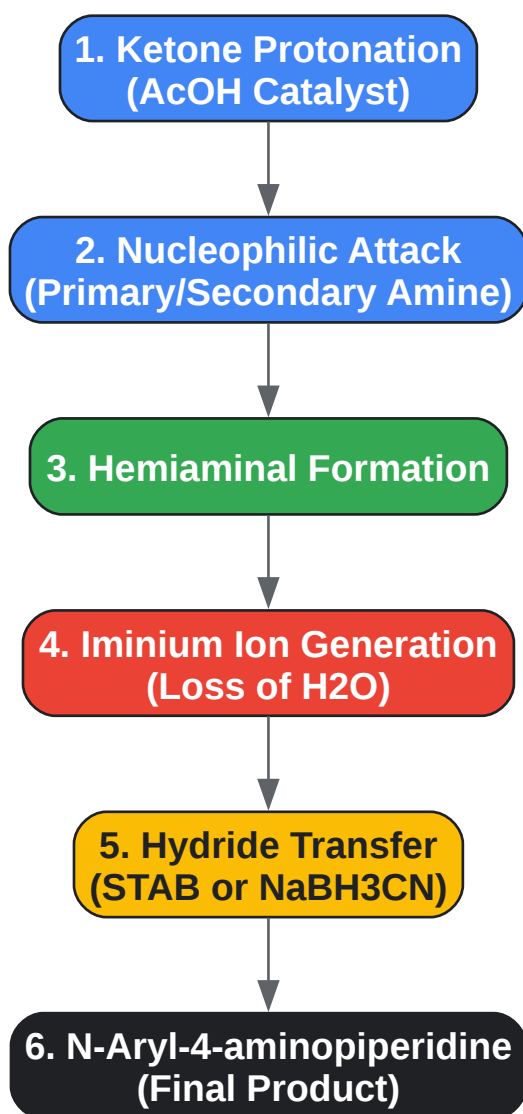 1. Ketone Protonation
(AcOH Catalyst)
2. Nucleophilic Attack
(Primary/Secondary Amine)
3. Hemiaminal Formation
4. Iminium Ion Generation
(Loss of H2O)
5. Hydride Transfer
(STAB or NaBH3CN)
6. N-Aryl-4-aminopiperidine
(Final Product)